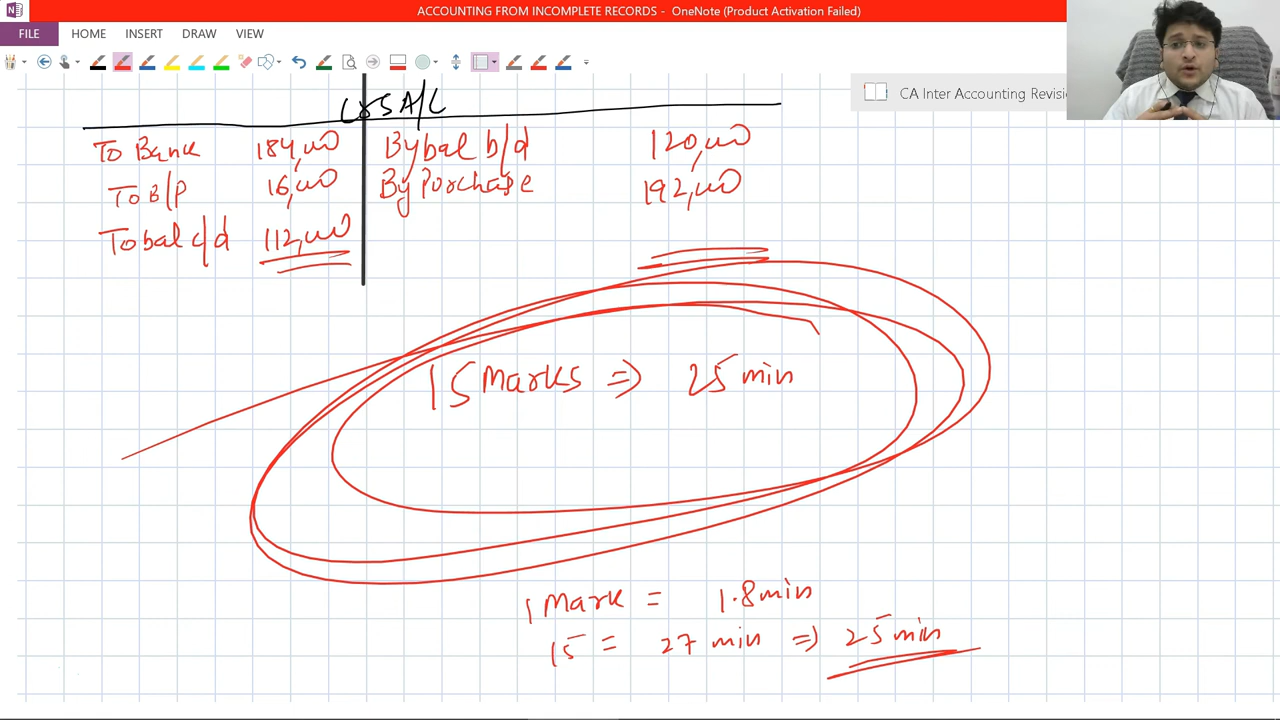 ACCOUNTING FROM INCOMPLETE RECORDS - OneNote (Product Activation Failed)
FILE HOME INSERT DRAW VIEW
CA Inter Accounting Revisi
A/C
To Bank 184,000 By bal b/d 120,000
To B/P 16,000 By Purchase 192,000
To bal c/d 112,000
15 Marks ⇒ 25 min
1 Mark = 1.8 min
15 = 27 min ⇒ 25 min